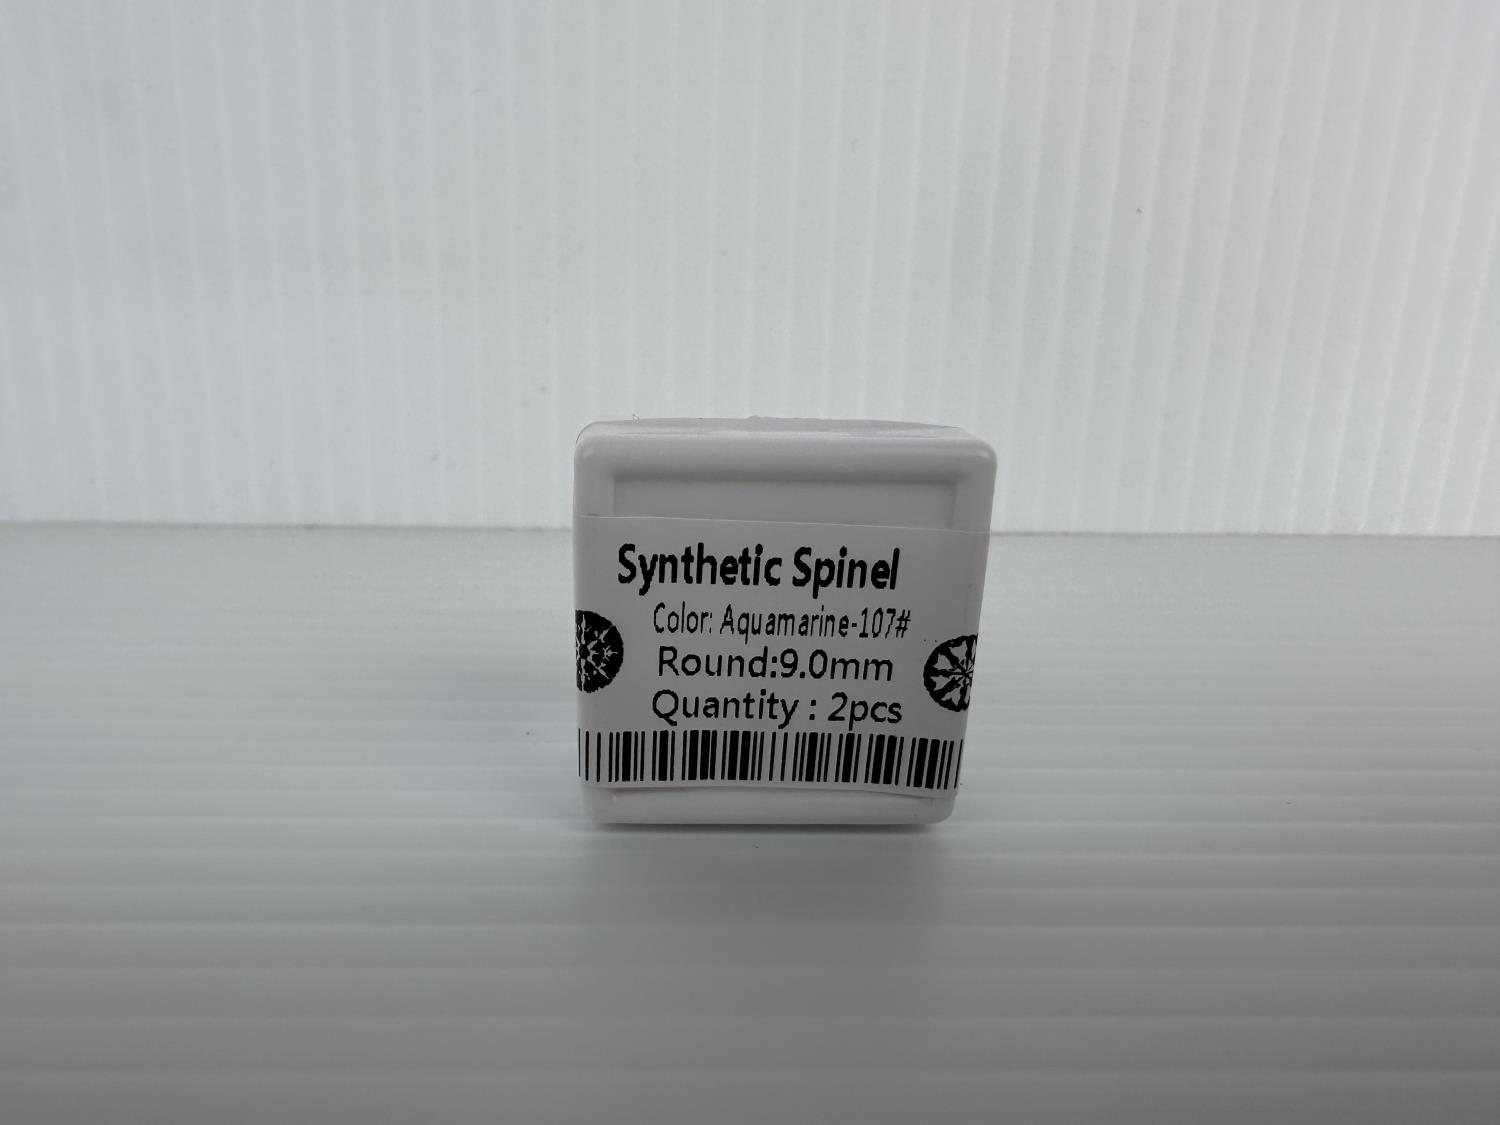 Synthetic Spinel
Color: Aquamarine-107#
Round:9.0mm
Quantity : 2pcs